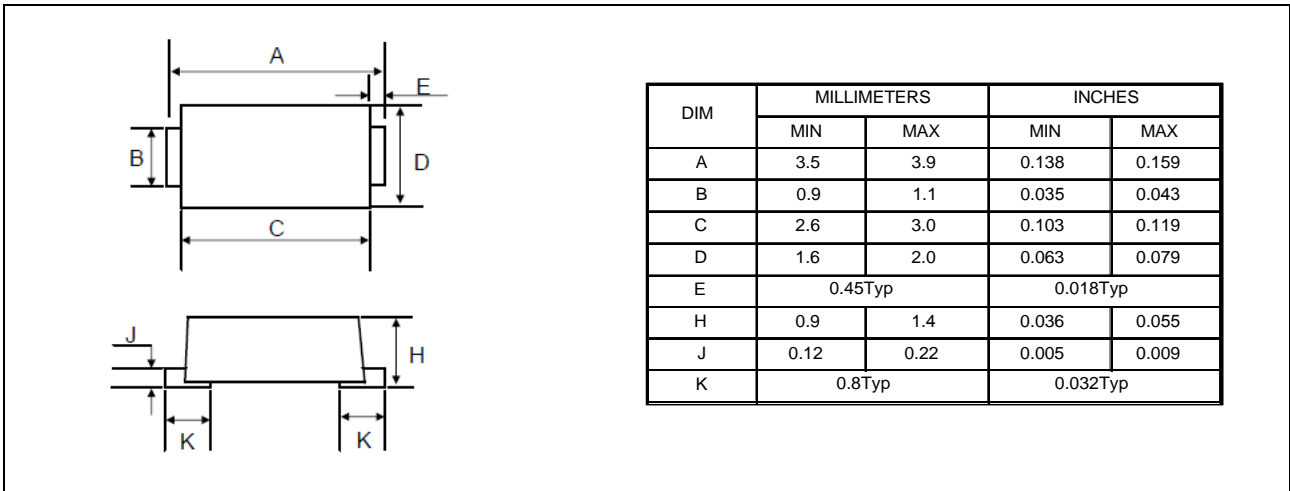 A
E
B
D
C
J
H
K
K
DIM MILLIMETERS INCHES
MIN MAX MIN MAX
A 3.5 3.9 0.138 0.159
B 0.9 1.1 0.035 0.043
C 2.6 3.0 0.103 0.119
D 1.6 2.0 0.063 0.079
E 0.45Typ 0.018Typ
H 0.9 1.4 0.036 0.055
J 0.12 0.22 0.005 0.009
K 0.8Typ 0.032Typ